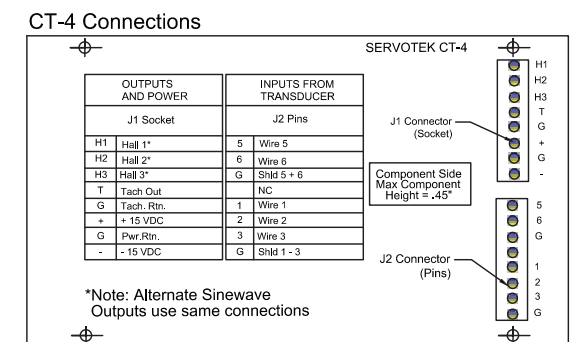 CT-4 Connections
SERVOTEK CT-4
OUTPUTS
AND POWER
INPUTS FROM
TRANSDUCER
J1 Socket
J2 Pins
H1 Hall 1* 5 Wire 5
H2 Hall 2* 6 Wire 6
H3 Hall 3* G Shld 5 + 6
T Tach Out NC
G Tach. Rtn. 1 Wire 1
+ + 15 VDC 2 Wire 2
G Pwr.Rtn. 3 Wire 3
- - 15 VDC G Shld 1 - 3
*Note: Alternate Sinewave
Outputs use same connections
J1 Connector
(Socket)
Component Side
Max Component
Height = .45"
J2 Connector
(Pins)
H1
H2
H3
T
G
+
G
-
5
6
G
1
2
3
G